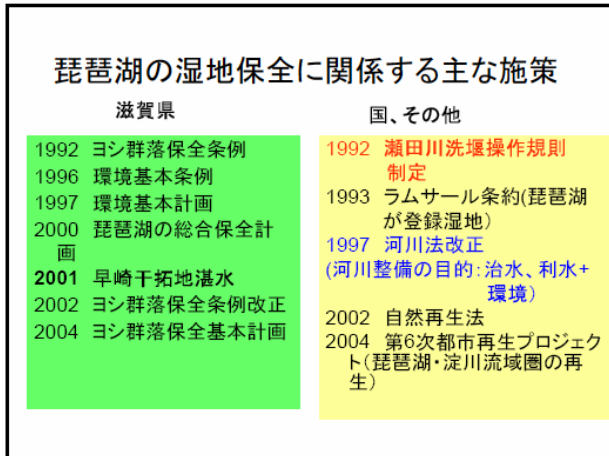 琵琶湖の湿地保全に関係する主な施策
滋賀県
1992 ヨシ群落保全条例
1996 環境基本条例
1997 環境基本計画
2000 琵琶湖の総合保全計
画
2001 早崎干拓地湛水
2002 ヨシ群落保全条例改正
2004 ヨシ群落保全基本計画
国、その他
1992 瀬田川洗堰操作規則
制定
1993 ラムサール条約(琵琶湖
が登録湿地)
1997 河川法改正
(河川整備の目的:治水、利水+
環境)
2002 自然再生法
2004 第6次都市再生プロジェク
ト(琵琶湖・淀川流域圏の再
生)